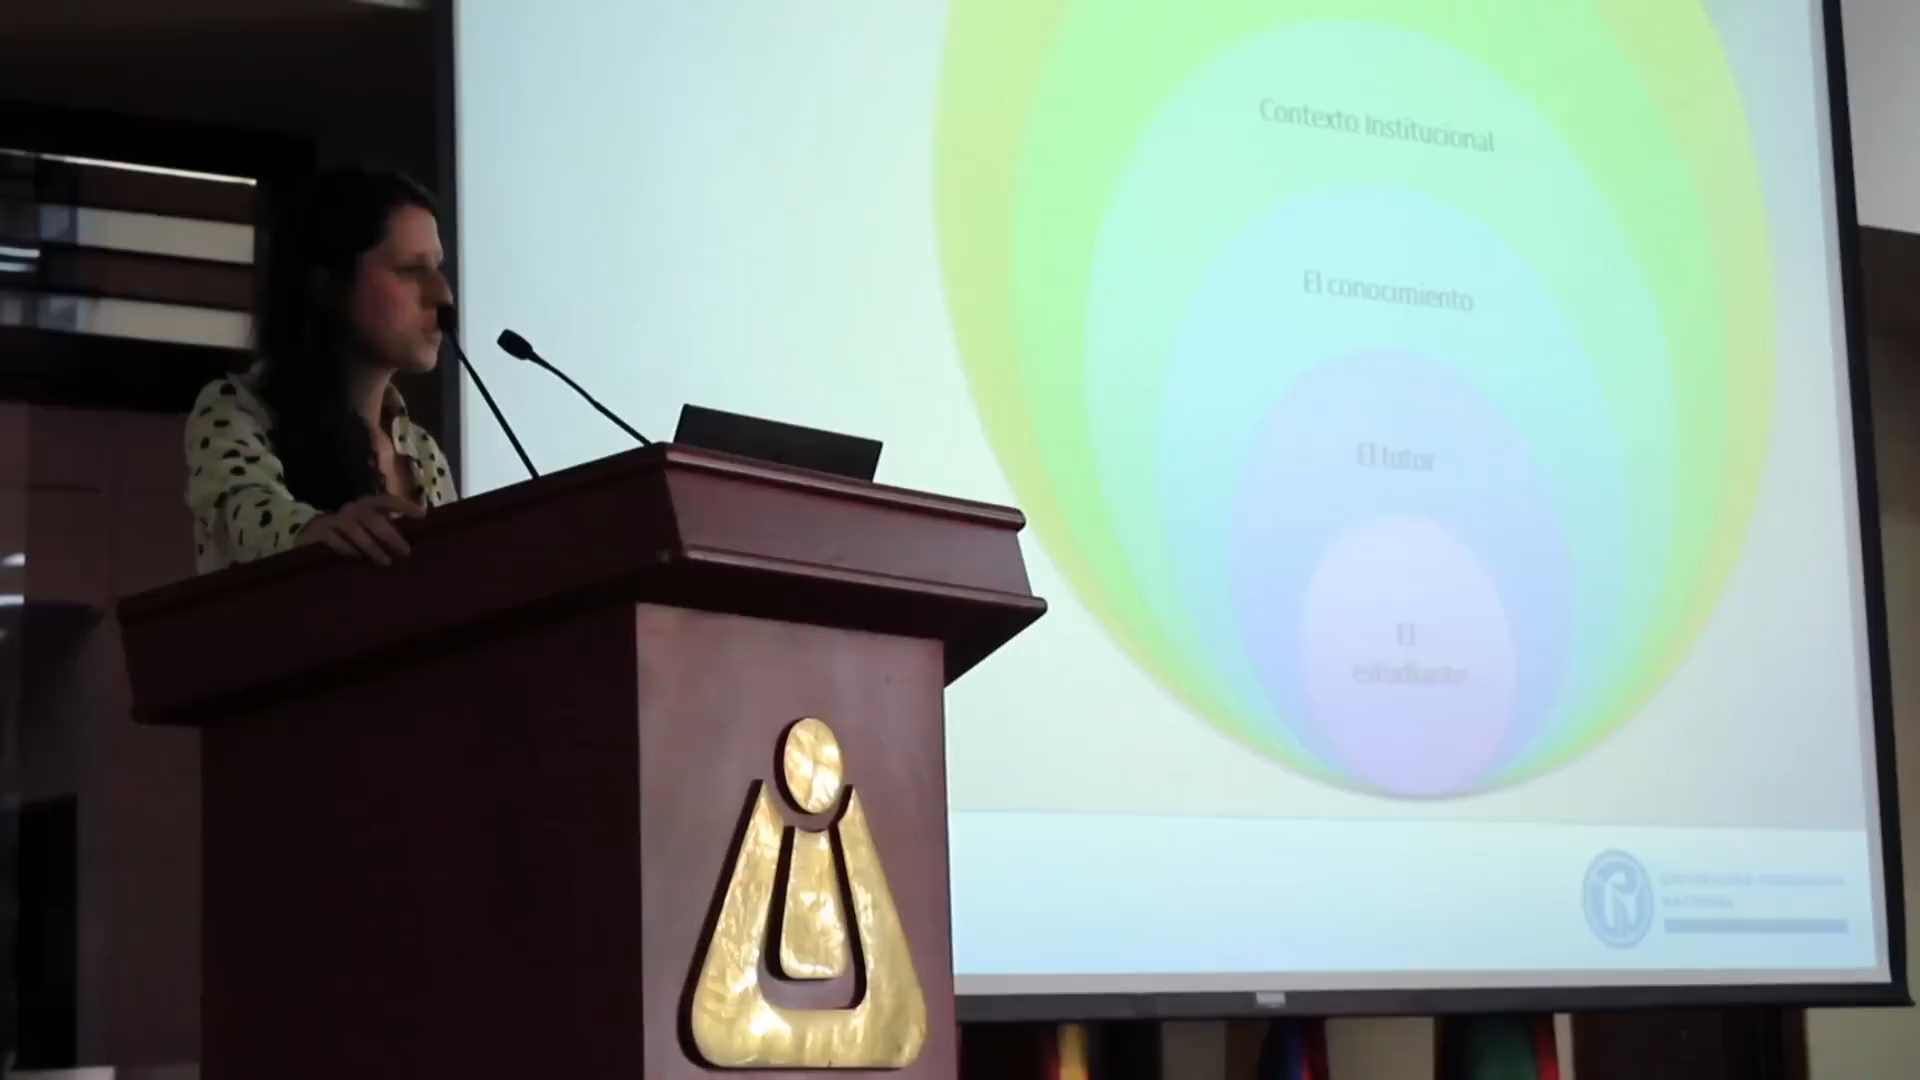 Contexto Institucional
El conocimiento
El tutor
El
estudiante